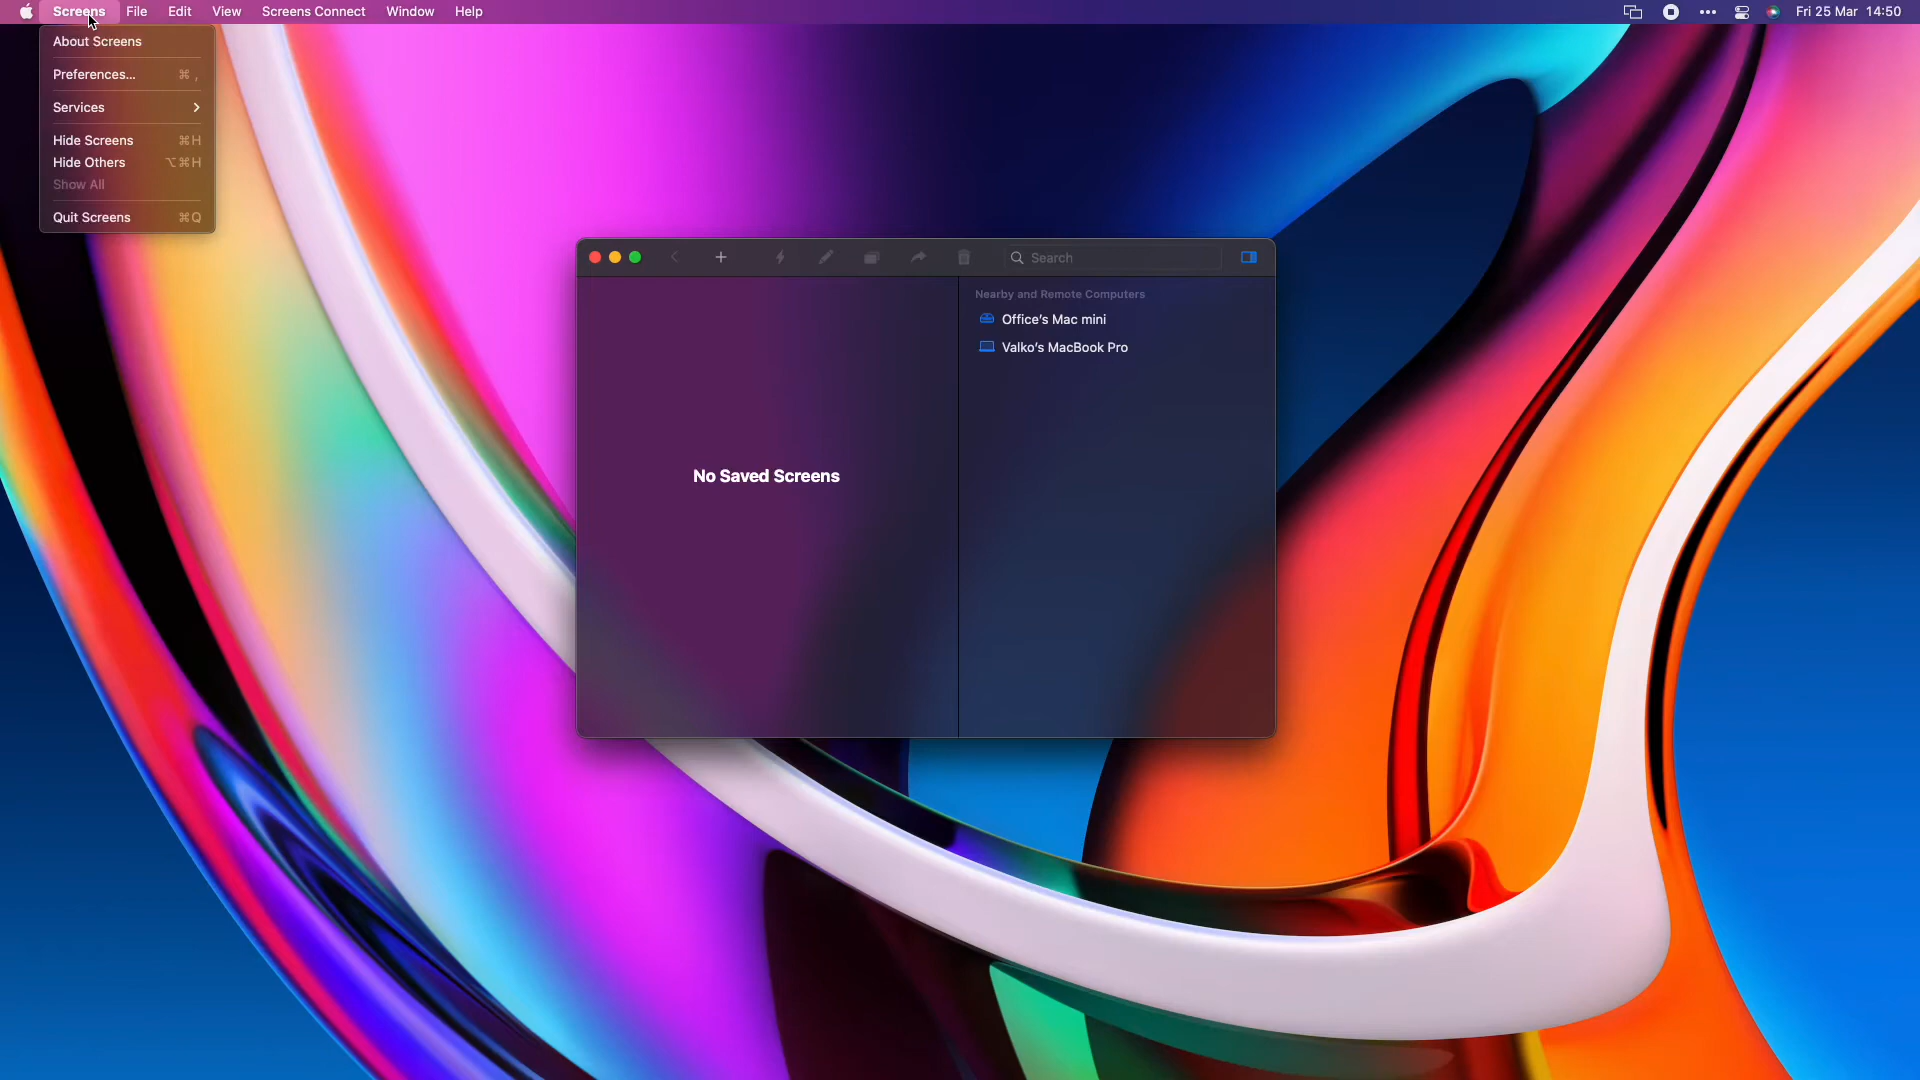 Screens File Edit View Screens Connect Window Help Fri 25 Mar 14:50
About Screens
Preferences... ⌘ ,
Services
Hide Screens ⌘H
Hide Others ⌥⌘H
Show All
Quit Screens ⌘Q
Search
Nearby and Remote Computers
Office's Mac mini
Valko's MacBook Pro
No Saved Screens